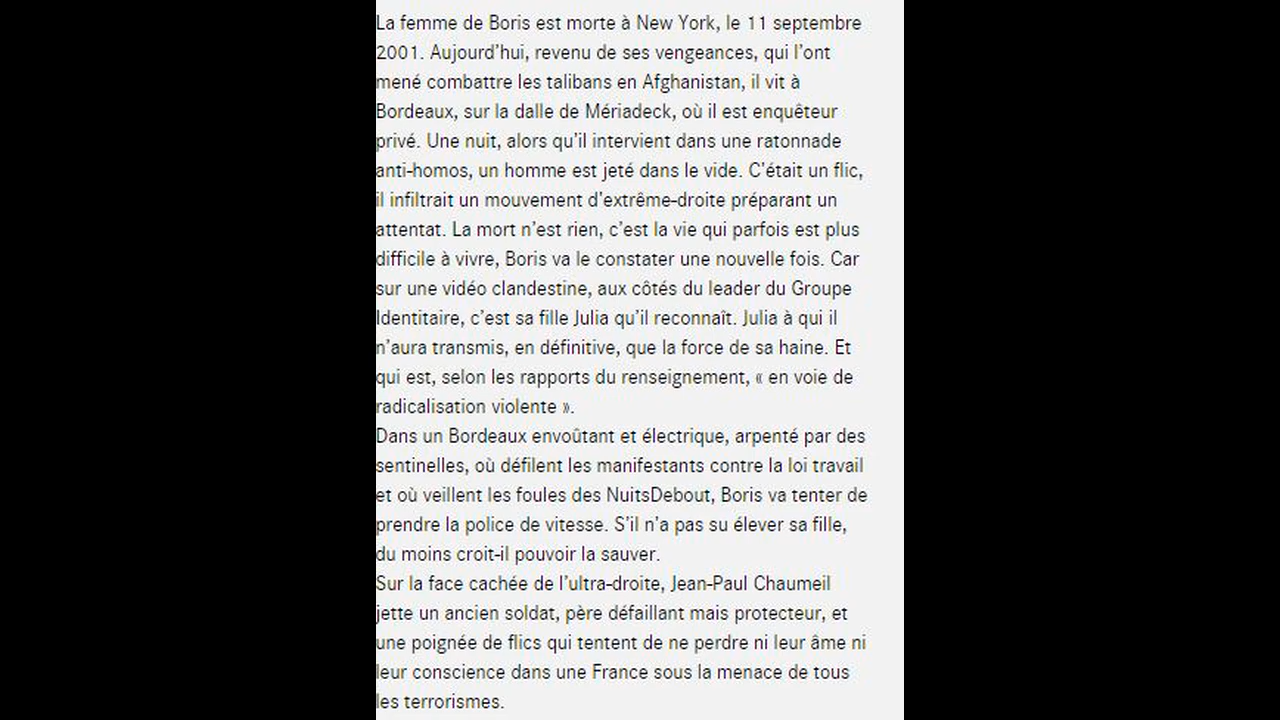 La femme de Boris est morte à New York, le 11 septembre
2001. Aujourd'hui, revenu de ses vengeances, qui l'ont
mené combattre les talibans en Afghanistan, il vit à
Bordeaux, sur la dalle de Mériadeck, où il est enquêteur
privé. Une nuit, alors qu'il intervient dans une ratonnade
anti-homos, un homme est jeté dans le vide. C'était un flic,
il infiltrait un mouvement d'extrême-droite préparant un
attentat. La mort n'est rien, c'est la vie qui parfois est plus
difficile à vivre, Boris va le constater une nouvelle fois. Car
sur une vidéo clandestine, aux côtés du leader du Groupe
Identitaire, c'est sa fille Julia qu'il reconnaît. Julia à qui il
n'aura transmis, en définitive, que la force de sa haine. Et
qui est, selon les rapports du renseignement, « en voie de
radicalisation violente ».
Dans un Bordeaux envoûtant et électrique, arpenté par des
sentinelles, où défilent les manifestants contre la loi travail
et où veillent les foules des NuitsDebout, Boris va tenter de
prendre la police de vitesse. S'il n'a pas su élever sa fille,
du moins croit-il pouvoir la sauver.
Sur la face cachée de l'ultra-droite, Jean-Paul Chaumeil
jette un ancien soldat, père défaillant mais protecteur, et
une poignée de flics qui tentent de ne perdre ni leur âme ni
leur conscience dans une France sous la menace de tous
les terrorismes.